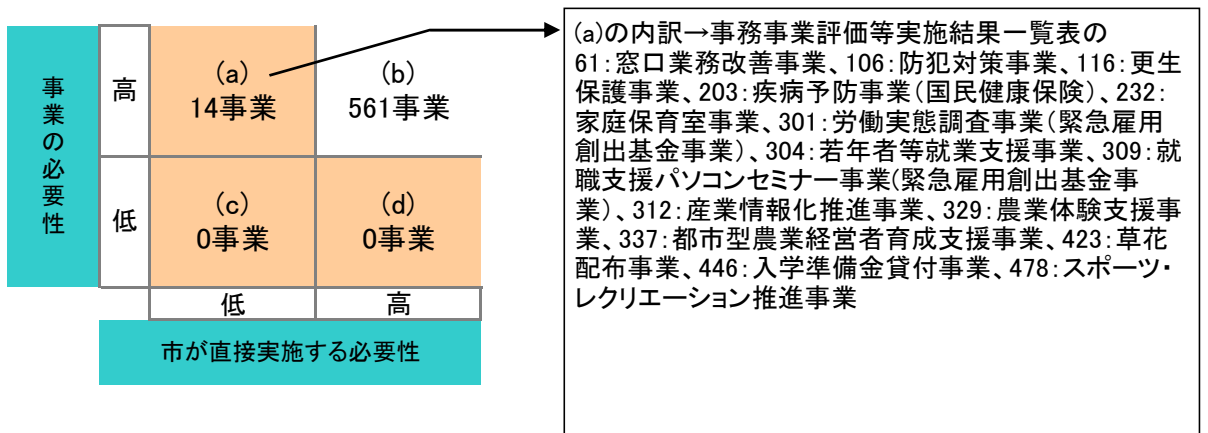 事業の必要性
高
(a)
14事業
(b)
561事業
低
(c)
0事業
(d)
0事業
低
高
市が直接実施する必要性
(a)の内訳→事務事業評価等実施結果一覧表の
61:窓口業務改善事業、106:防犯対策事業、116:更生
保護事業、203:疾病予防事業(国民健康保険)、232:
家庭保育室事業、301:労働実態調査事業(緊急雇用
創出基金事業)、304:若年者等就業支援事業、309:就
職支援パソコンセミナー事業(緊急雇用創出基金事
業)、312:産業情報化推進事業、329:農業体験支援事
業、337:都市型農業経営者育成支援事業、423:草花
配布事業、446:入学準備金貸付事業、478:スポーツ・
レクリエーション推進事業